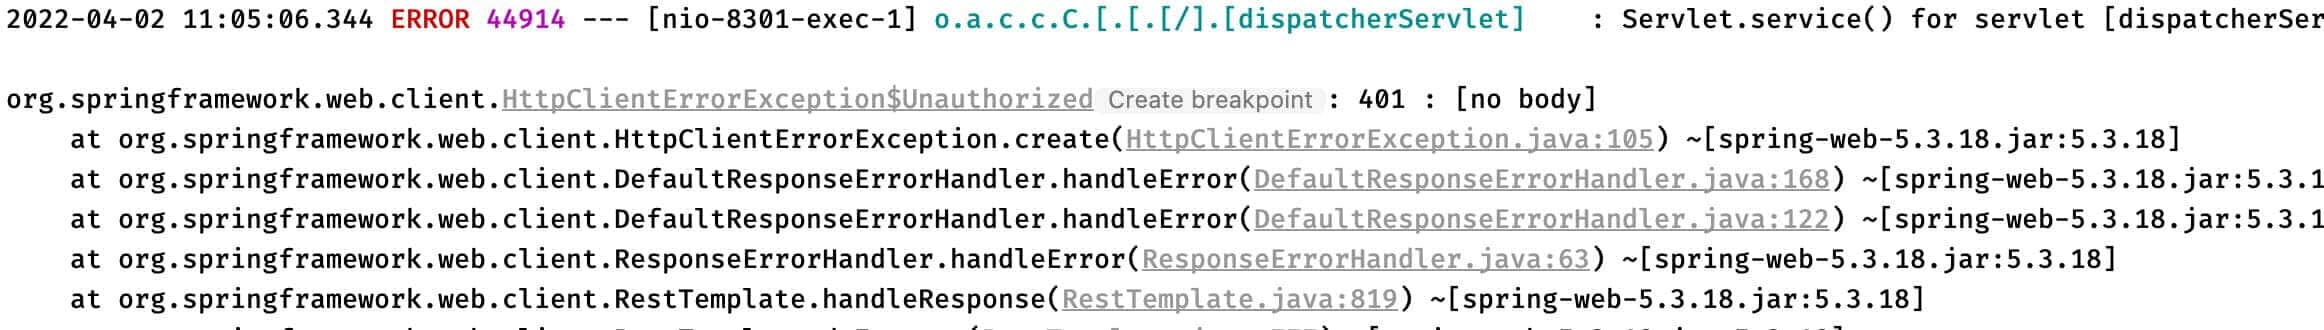 2022-04-02 11:05:06.344 ERROR 44914 --- [nio-8301-exec-1] o.a.c.c.C.[.[.[/].[dispatcherServlet]    : Servlet.service() for servlet [dispatcherSer
org.springframework.web.client.HttpClientErrorException$Unauthorized Create breakpoint : 401 : [no body]
at org.springframework.web.client.HttpClientErrorException.create(HttpClientErrorException.java:105) ~[spring-web-5.3.18.jar:5.3.18]
at org.springframework.web.client.DefaultResponseErrorHandler.handleError(DefaultResponseErrorHandler.java:168) ~[spring-web-5.3.18.jar:5.3.1
at org.springframework.web.client.DefaultResponseErrorHandler.handleError(DefaultResponseErrorHandler.java:122) ~[spring-web-5.3.18.jar:5.3.1
at org.springframework.web.client.ResponseErrorHandler.handleError(ResponseErrorHandler.java:63) ~[spring-web-5.3.18.jar:5.3.18]
at org.springframework.web.client.RestTemplate.handleResponse(RestTemplate.java:819) ~[spring-web-5.3.18.jar:5.3.18]